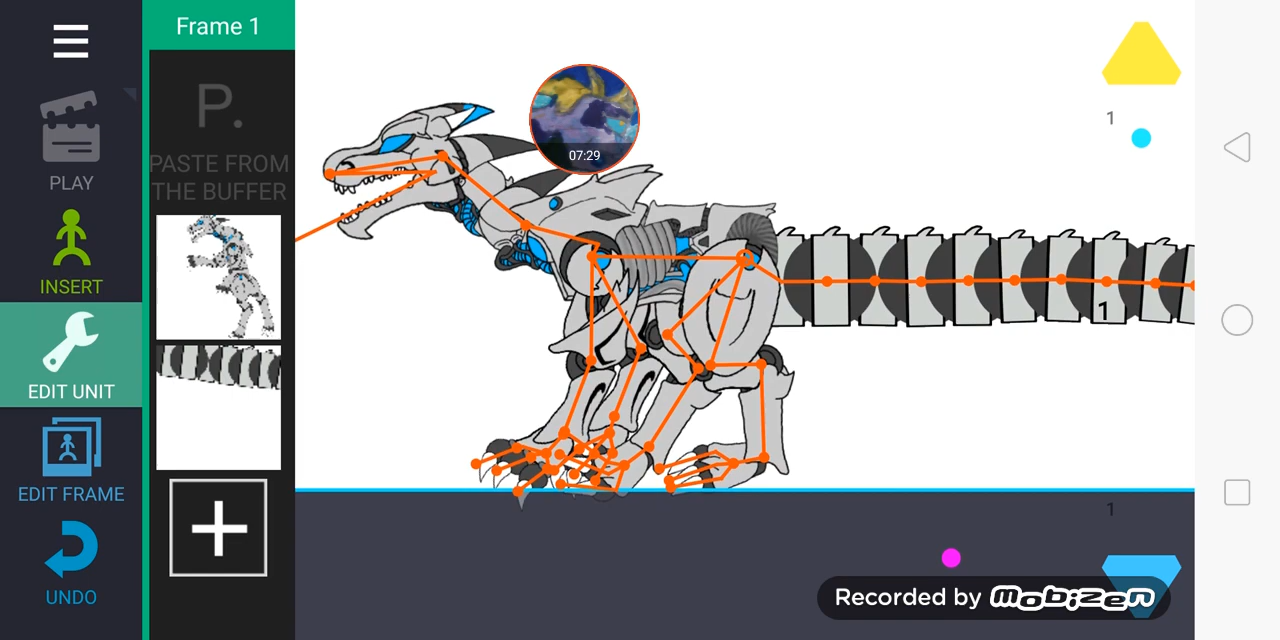 Frame 1
PLAY
INSERT
EDIT UNIT
EDIT FRAME
UNDO
P.
PASTE FROM
THE BUFFER
07:29
1
1
1
Recorded by mobizen